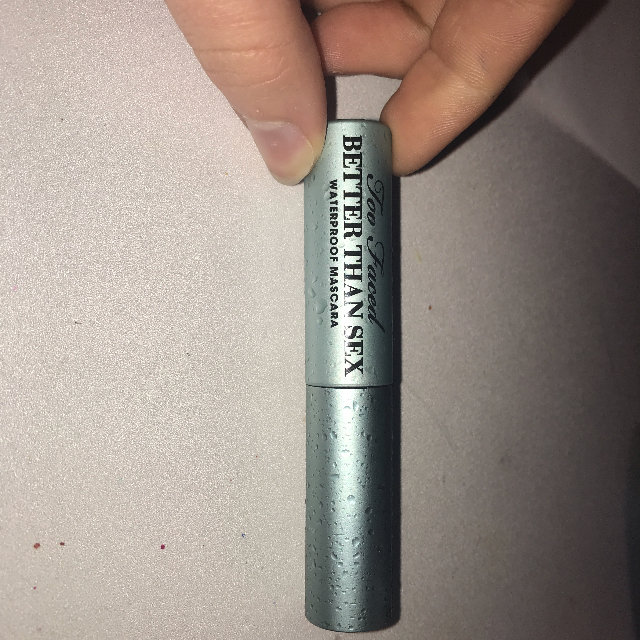 Too Faced
BETTER THAN SEX
WATERPROOF MASCARA